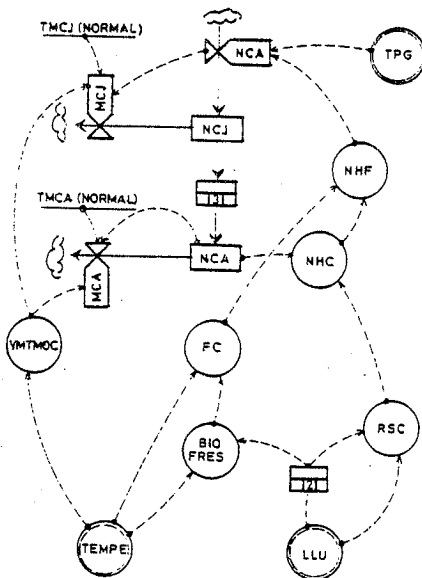 TMCJ (NORMAL)
NCA
TPG
MCJ
NCJ
NHF
TMCA (NORMAL)
[3]
NCA
NHC
MCA
VMTMOC
FC
RSC
BIO
FRES
[2]
TEMPE
LLU